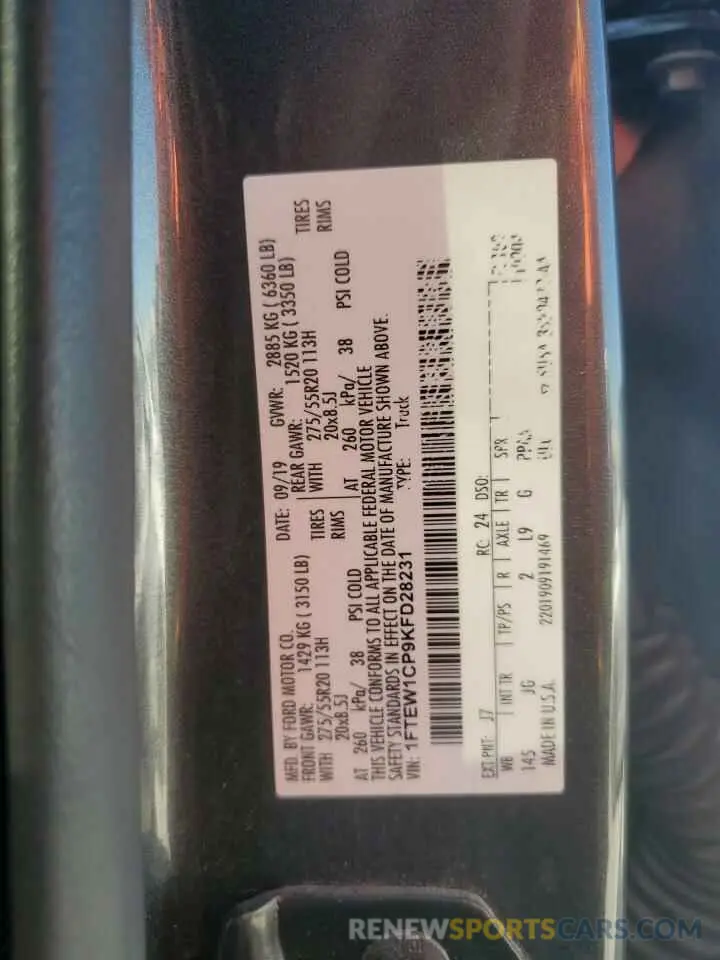 MFD. BY FORD MOTOR CO.
DATE: 09/19 GVWR: 2885 KG ( 6360 LB)
FRONT GAWR: 1429 KG ( 3150 LB)
REAR GAWR: 1520 KG ( 3350 LB)
WITH 275/55R20 113H TIRES
WITH 275/55R20 113H TIRES
20x8.5J RIMS
20x8.5J RIMS
AT 260 kPa/ 38 PSI COLD
AT 260 kPa/ 38 PSI COLD
THIS VEHICLE CONFORMS TO ALL APPLICABLE FEDERAL MOTOR VEHICLE
SAFETY STANDARDS IN EFFECT ON THE DATE OF MANUFACTURE SHOWN ABOVE.
VIN: 1FTEW1CP9KFD28231 TYPE: Truck
EXT PNT: J7 RC: 24 DSO:
WB INT TR TP/PS R AXLE TR SPR
145 JG 2 L9 G
MADE IN U.S.A. 2201909191469
RENEWSPORTSCARS.COM